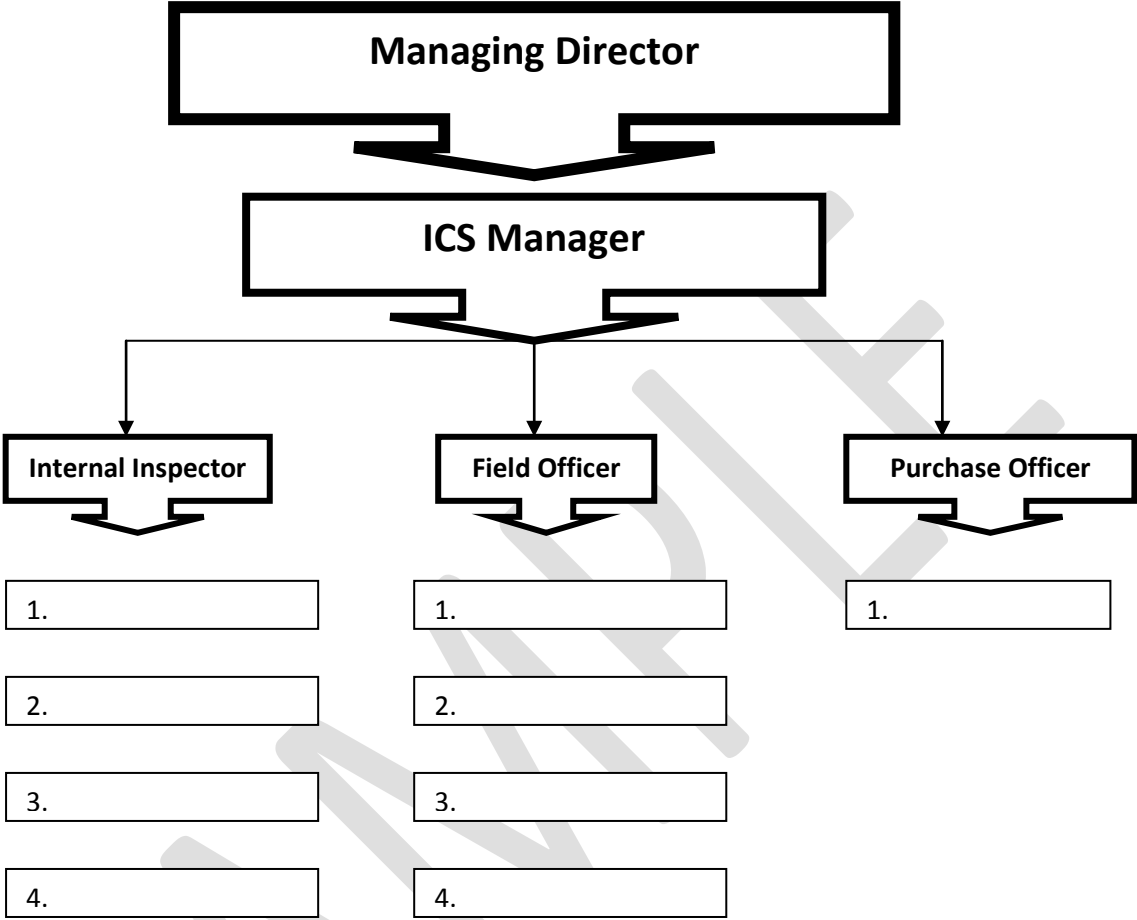 Managing Director
ICS Manager
Internal Inspector
Field Officer
Purchase Officer
1.
1.
1.
2.
2.
3.
3.
4.
4.
SAMPLE